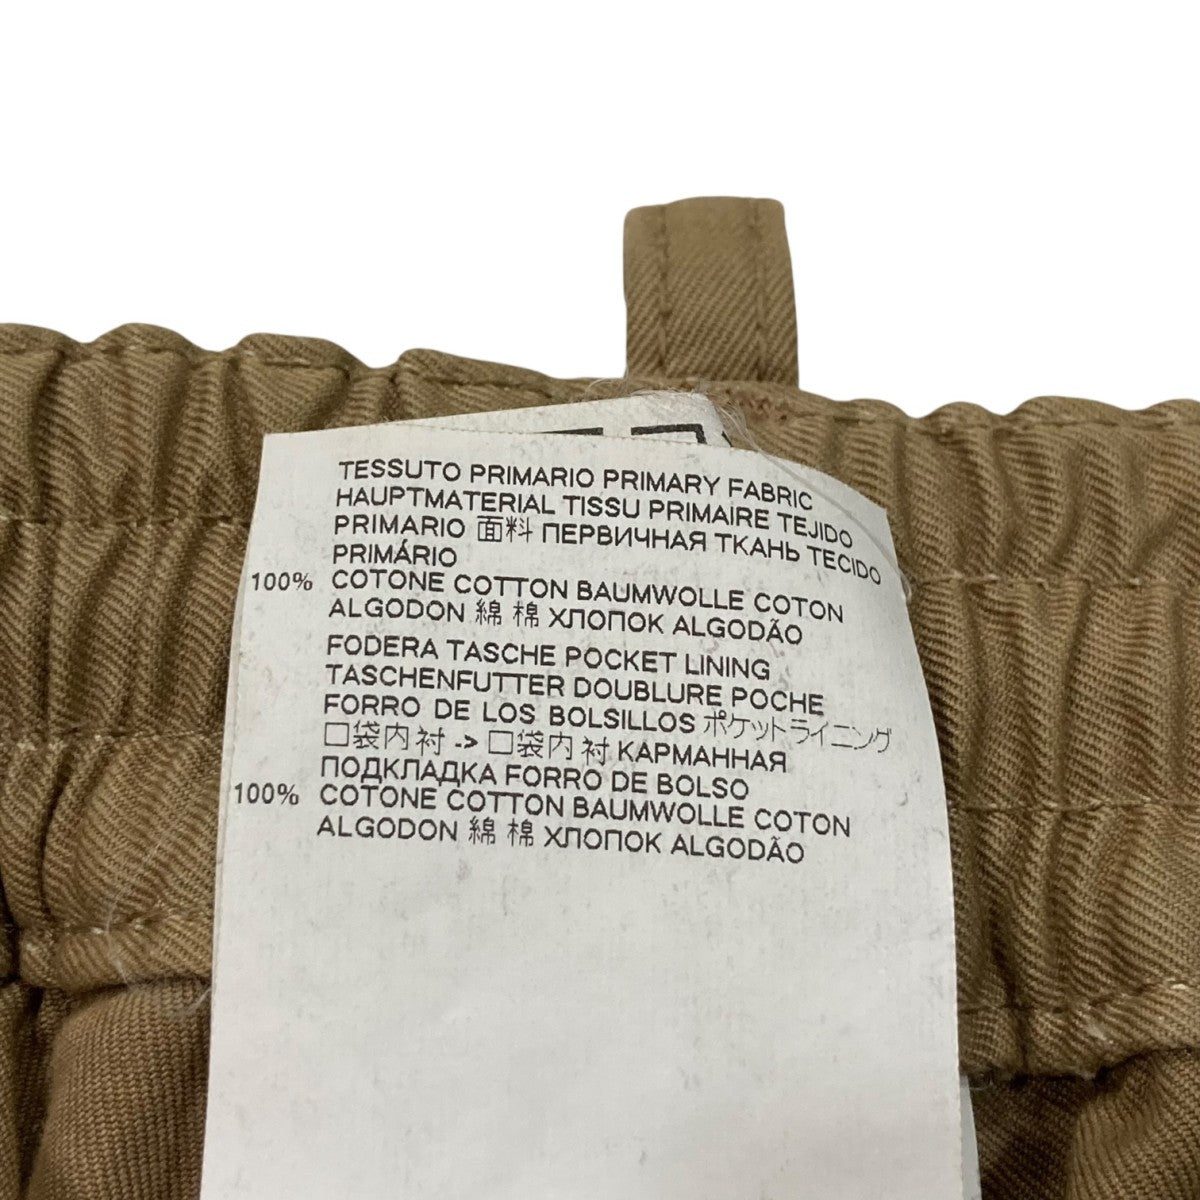 TESSUTO PRIMARIO PRIMARY FABRIC
HAUPTMATERIAL TISSU PRIMAIRE TEJIDO
PRIMARIO 面料 ПЕРВИЧНАЯ ТКАНЬ TECIDO
PRIMÁRIO
100% COTONE COTTON BAUMWOLLE COTON
ALGODON 綿 棉 ХЛОПОК ALGODÃO
FODERA TASCHE POCKET LINING
TASCHENFUTTER DOUBLURE POCHE
FORRO DE LOS BOLSILLOS ポケットライニング
口袋内衬 -> 口袋内衬 КАРМАННАЯ
ПОДКЛАДКА FORRO DE BOLSO
100% COTONE COTTON BAUMWOLLE COTON
ALGODON 綿 棉 ХЛОПОК ALGODÃO